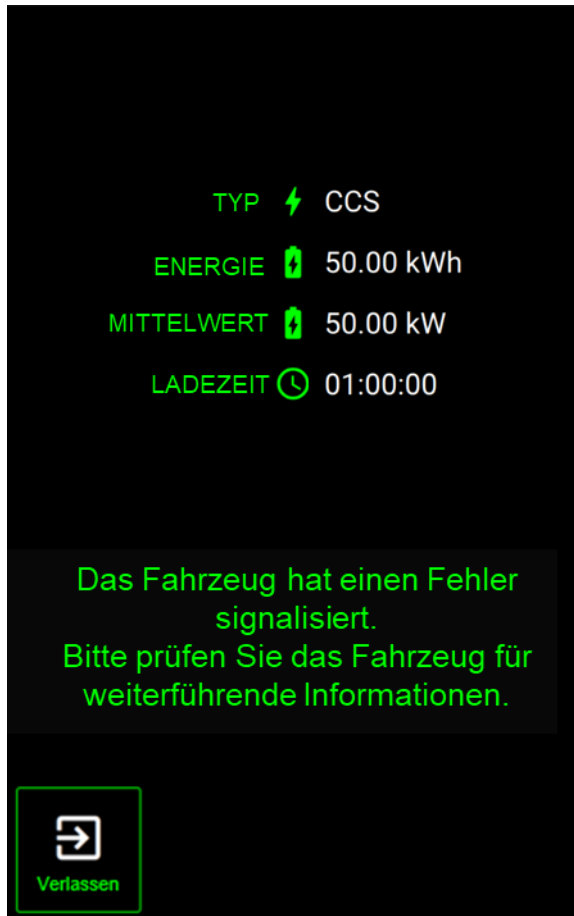 TYP CCS
ENERGIE 50.00 kWh
MITTELWERT 50.00 kW
LADEZEIT 01:00:00
Das Fahrzeug hat einen Fehler
signalisiert.
Bitte prüfen Sie das Fahrzeug für
weiterführende Informationen.
Verlassen